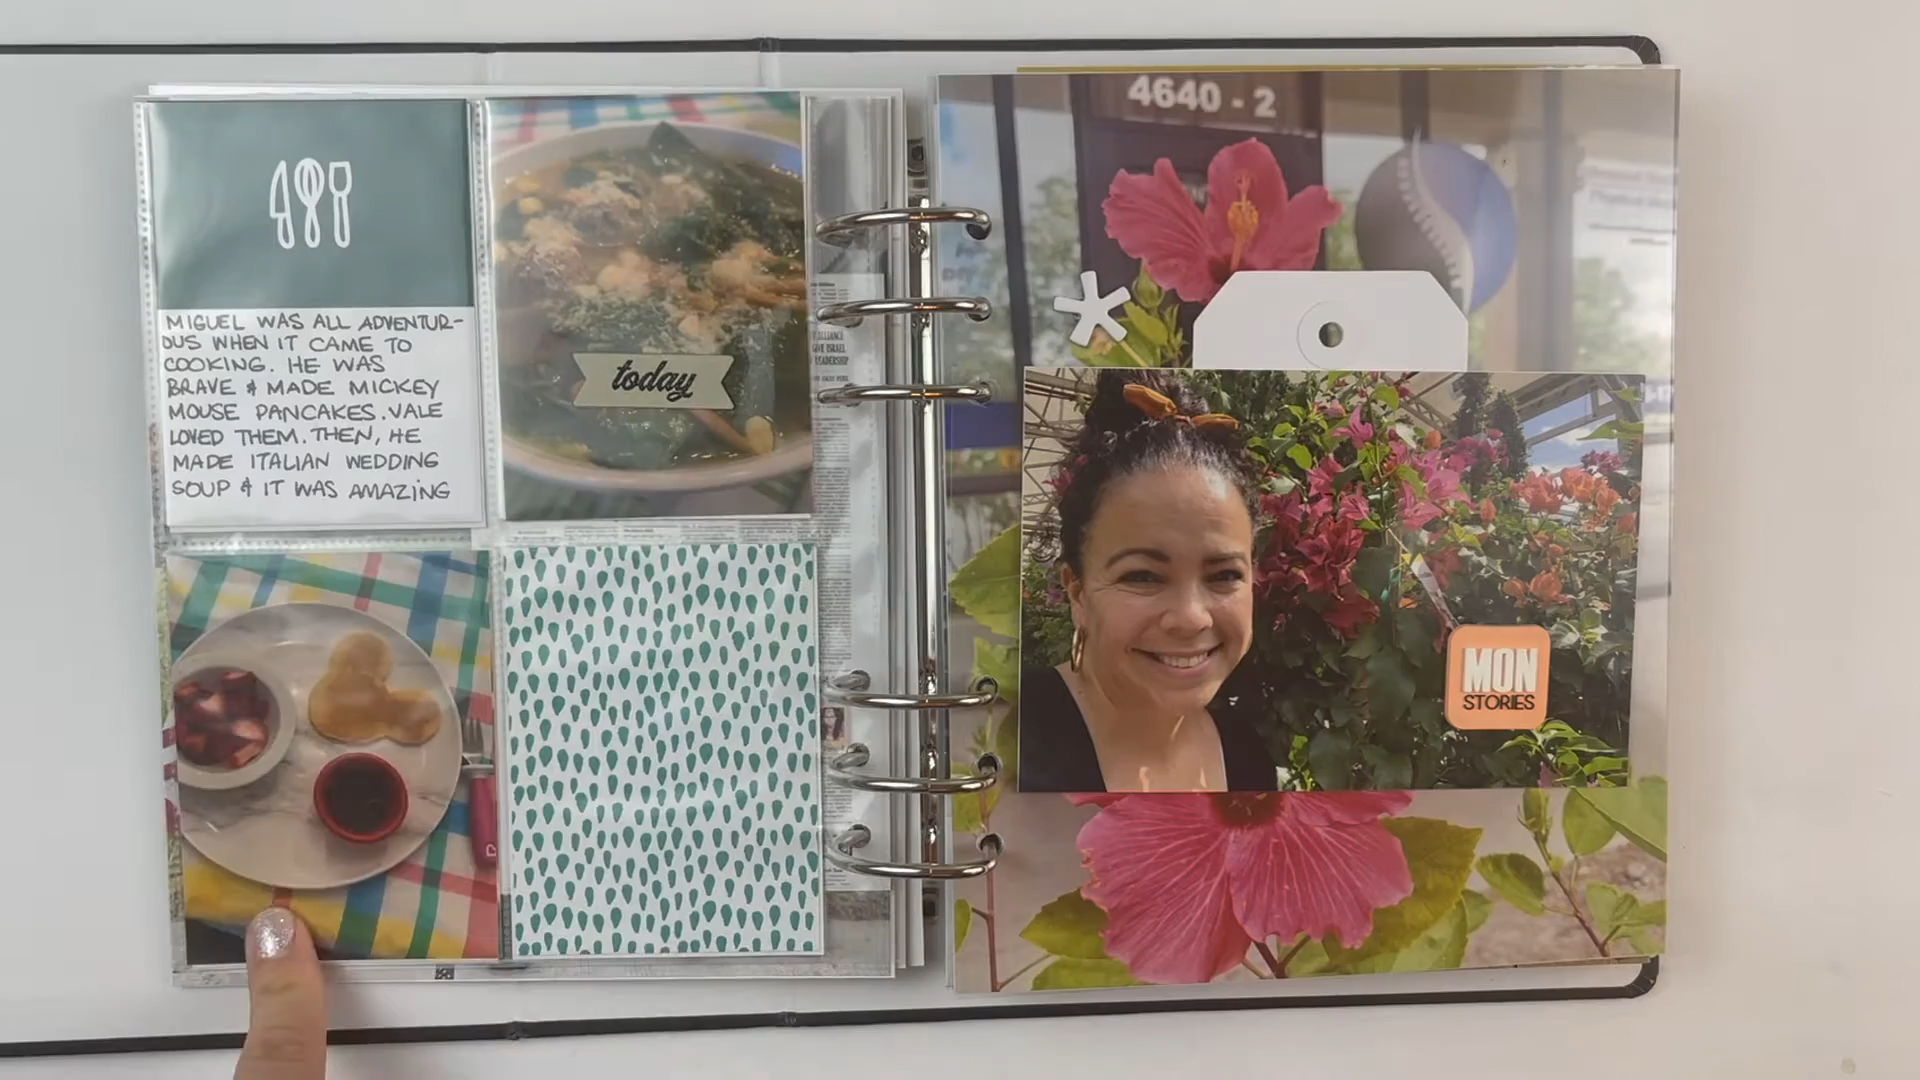 MIGUEL WAS ALL ADVENTUR-
OUS WHEN IT CAME TO
COOKING. HE WAS
BRAVE & MADE MICKEY
MOUSE PANCAKES. VALE
LOVED THEM. THEN, HE
MADE ITALIAN WEDDING
SOUP & IT WAS AMAZING
today
4640 - 2
MON
STORIES